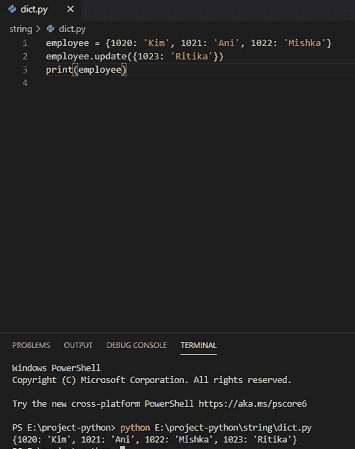 dict.py
string > dict.py
1 employee = {1020: 'Kim', 1021: 'Ani', 1022: 'Mishka'}
2 employee.update({1023: 'Ritika'})
3 print(employee)
4
PROBLEMS OUTPUT DEBUG CONSOLE TERMINAL
Windows PowerShell
Copyright (C) Microsoft Corporation. All rights reserved.
Try the new cross-platform PowerShell https://aka.ms/pscore6
PS E:\project-python> python E:\project-python\string\dict.py
{1020: 'Kim', 1021: 'Ani', 1022: 'Mishka', 1023: 'Ritika'}